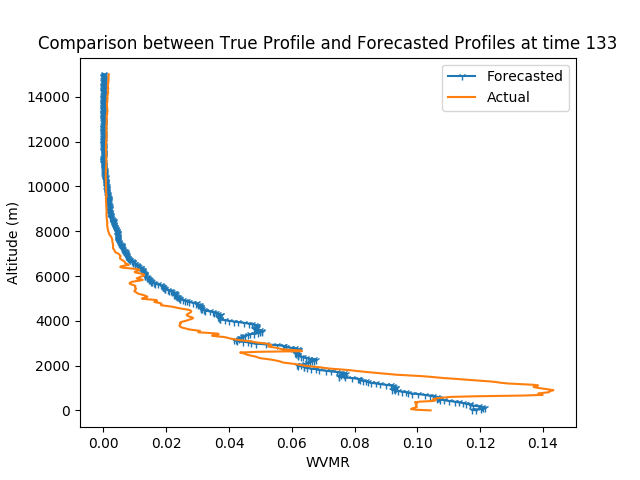 Comparison between True Profile and Forecasted Profiles at time 133
Forecasted
Actual
14000
12000
10000
8000
6000
4000
2000
0
Altitude (m)
0.00 0.02 0.04 0.06 0.08 0.10 0.12 0.14
WVMR